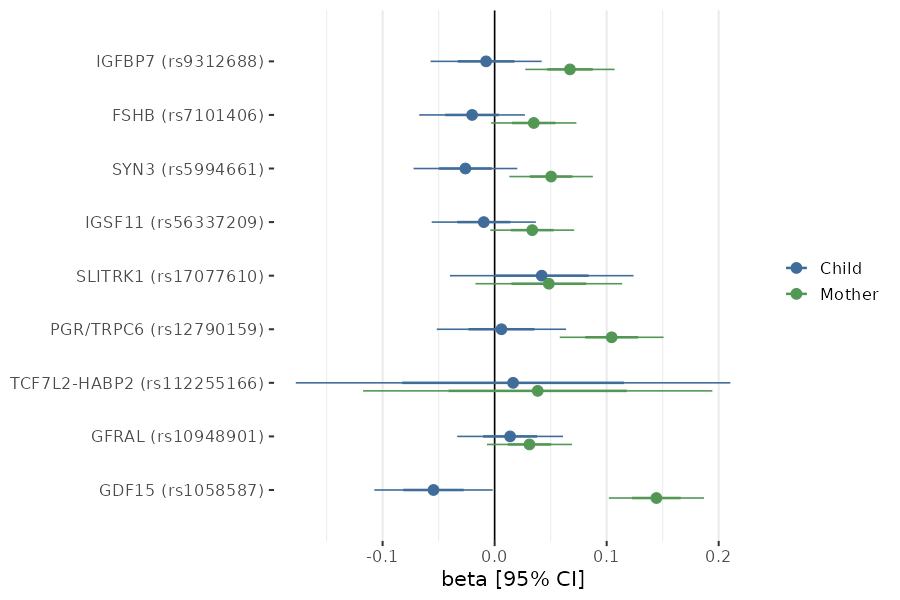 IGFBP7 (rs9312688)
FSHB (rs7101406)
SYN3 (rs5994661)
IGSF11 (rs56337209)
SLITRK1 (rs17077610)
PGR/TRPC6 (rs12790159)
TCF7L2-HABP2 (rs112255166)
GFRAL (rs10948901)
GDF15 (rs1058587)
-0.1 0.0 0.1 0.2
beta [95% CI]
Child
Mother